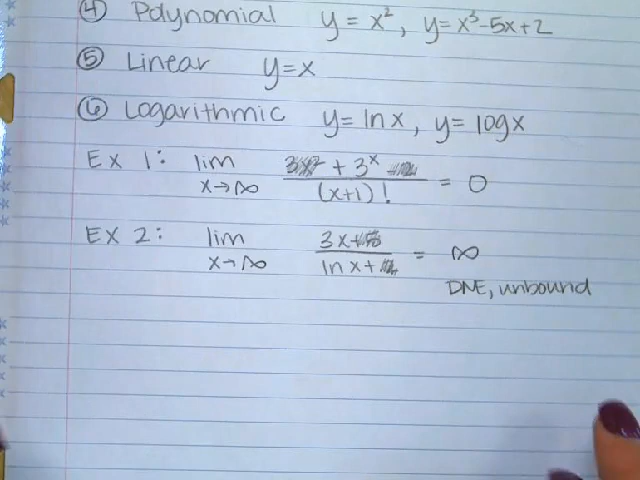 ④ Polynomial y = x², y = x³-5x+2
⑤ Linear y=x
⑥ Logarithmic y = ln x, y = log x
Ex 1: lim x→∞ + 3ˣ / (x+1)! = 0
Ex 2: lim x→∞ 3x / ln x + = ∞
DNE, unbound